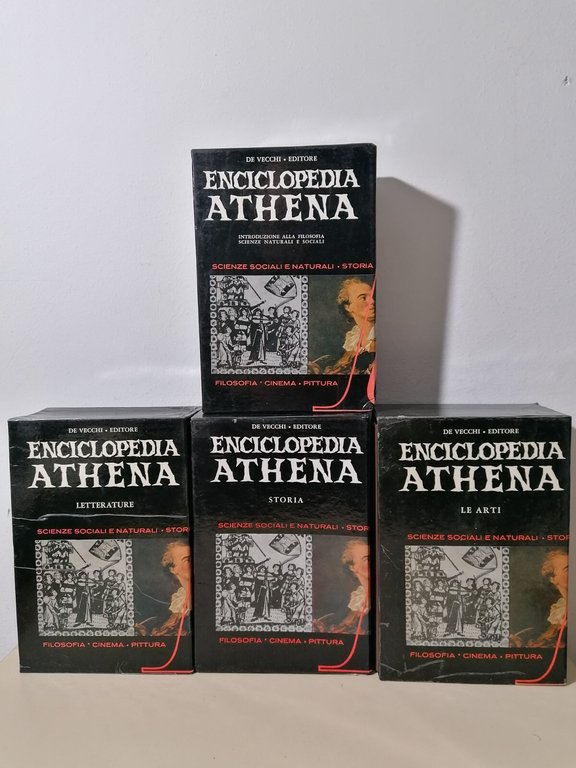 DE VECCHI • EDITORE
ENCICLOPEDIA
ATHENA
INTRODUZIONE ALLA FILOSOFIA
SCIENZE NATURALI E SOCIALI
SCIENZE SOCIALI E NATURALI • STORIA
FILOSOFIA • CINEMA • PITTURA
DE VECCHI • EDITORE
ENCICLOPEDIA
ATHENA
LETTERATURE
SCIENZE SOCIALI E NATURALI • STORI
FILOSOFIA • CINEMA • PITTURA
DE VECCHI • EDITORE
ENCICLOPEDIA
ATHENA
STORIA
SCIENZE SOCIALI E NATURALI • STOR
FILOSOFIA • CINEMA • PITTURA
DE VECCHI • EDITORE
ENCICLOPEDIA
ATHENA
LE ARTI
SCIENZE SOCIALI E NATURALI • STOR
FILOSOFIA • CINEMA • PITTURA